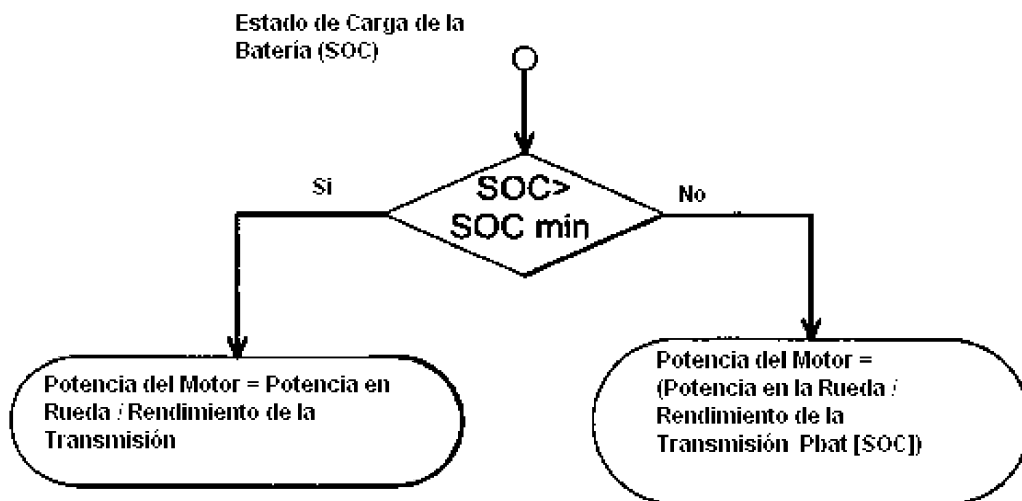 Estado de Carga de la
Batería (SOC)
Si
SOC>
SOC min
No
Potencia del Motor = Potencia en
Rueda / Rendimiento de la
Transmisión
Potencia del Motor =
(Potencia en la Rueda /
Rendimiento de la
Transmisión Pbat [SOC])